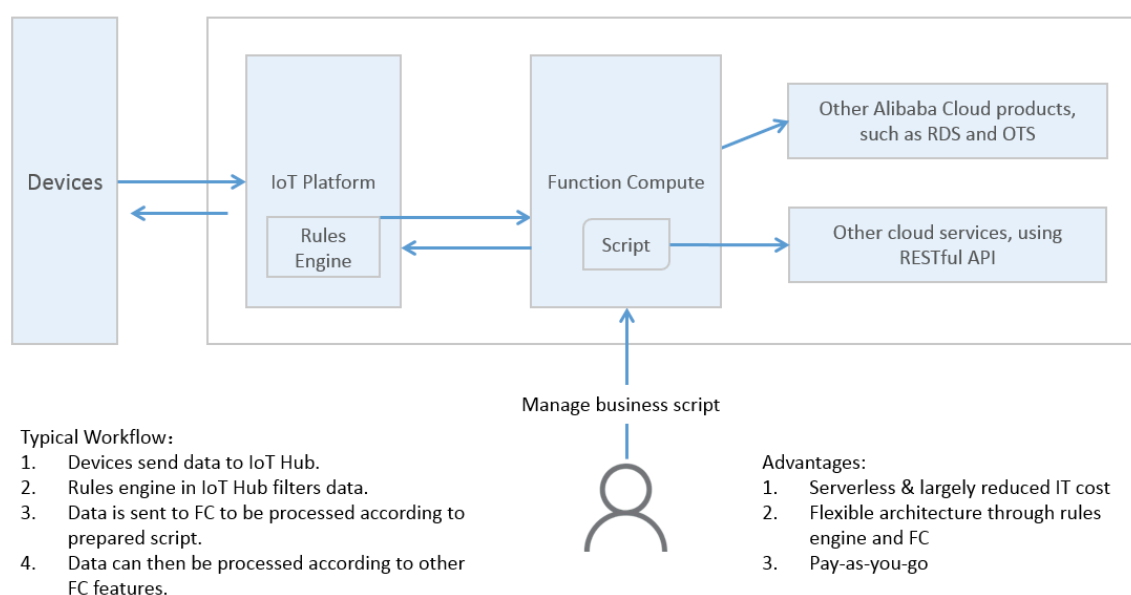 Devices
IoT Platform
Rules
Engine
Function Compute
Script
Other Alibaba Cloud products,
such as RDS and OTS
Other cloud services, using
RESTful API
Manage business script
Typical Workflow：
1. Devices send data to IoT Hub.
2. Rules engine in IoT Hub filters data.
3. Data is sent to FC to be processed according to
prepared script.
4. Data can then be processed according to other
FC features.
Advantages:
1. Serverless & largely reduced IT cost
2. Flexible architecture through rules
engine and FC
3. Pay-as-you-go